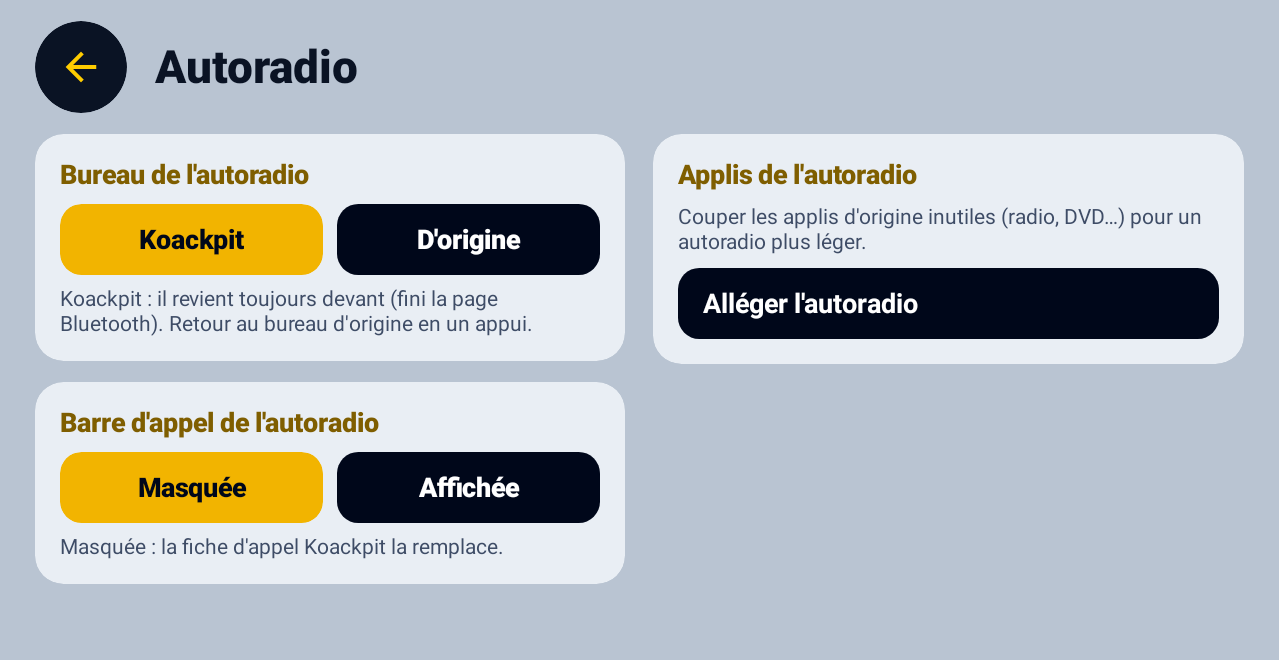 Autoradio
Bureau de l'autoradio
Koackpit
D'origine
Koackpit : il revient toujours devant (fini la page
Bluetooth). Retour au bureau d'origine en un appui.
Barre d'appel de l'autoradio
Masquée
Affichée
Masquée : la fiche d'appel Koackpit la remplace.
Applis de l'autoradio
Couper les applis d'origine inutiles (radio, DVD…) pour un
autoradio plus léger.
Alléger l'autoradio